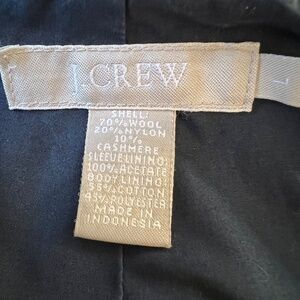 J.CREW
L
SHELL:
70%WOOL
20%NYLON
10%
CASHMERE
SLEEVE LINING:
100%ACETATE
BODY LINING:
55%COTTON
45%POLYESTER
MADE IN
INDONESIA